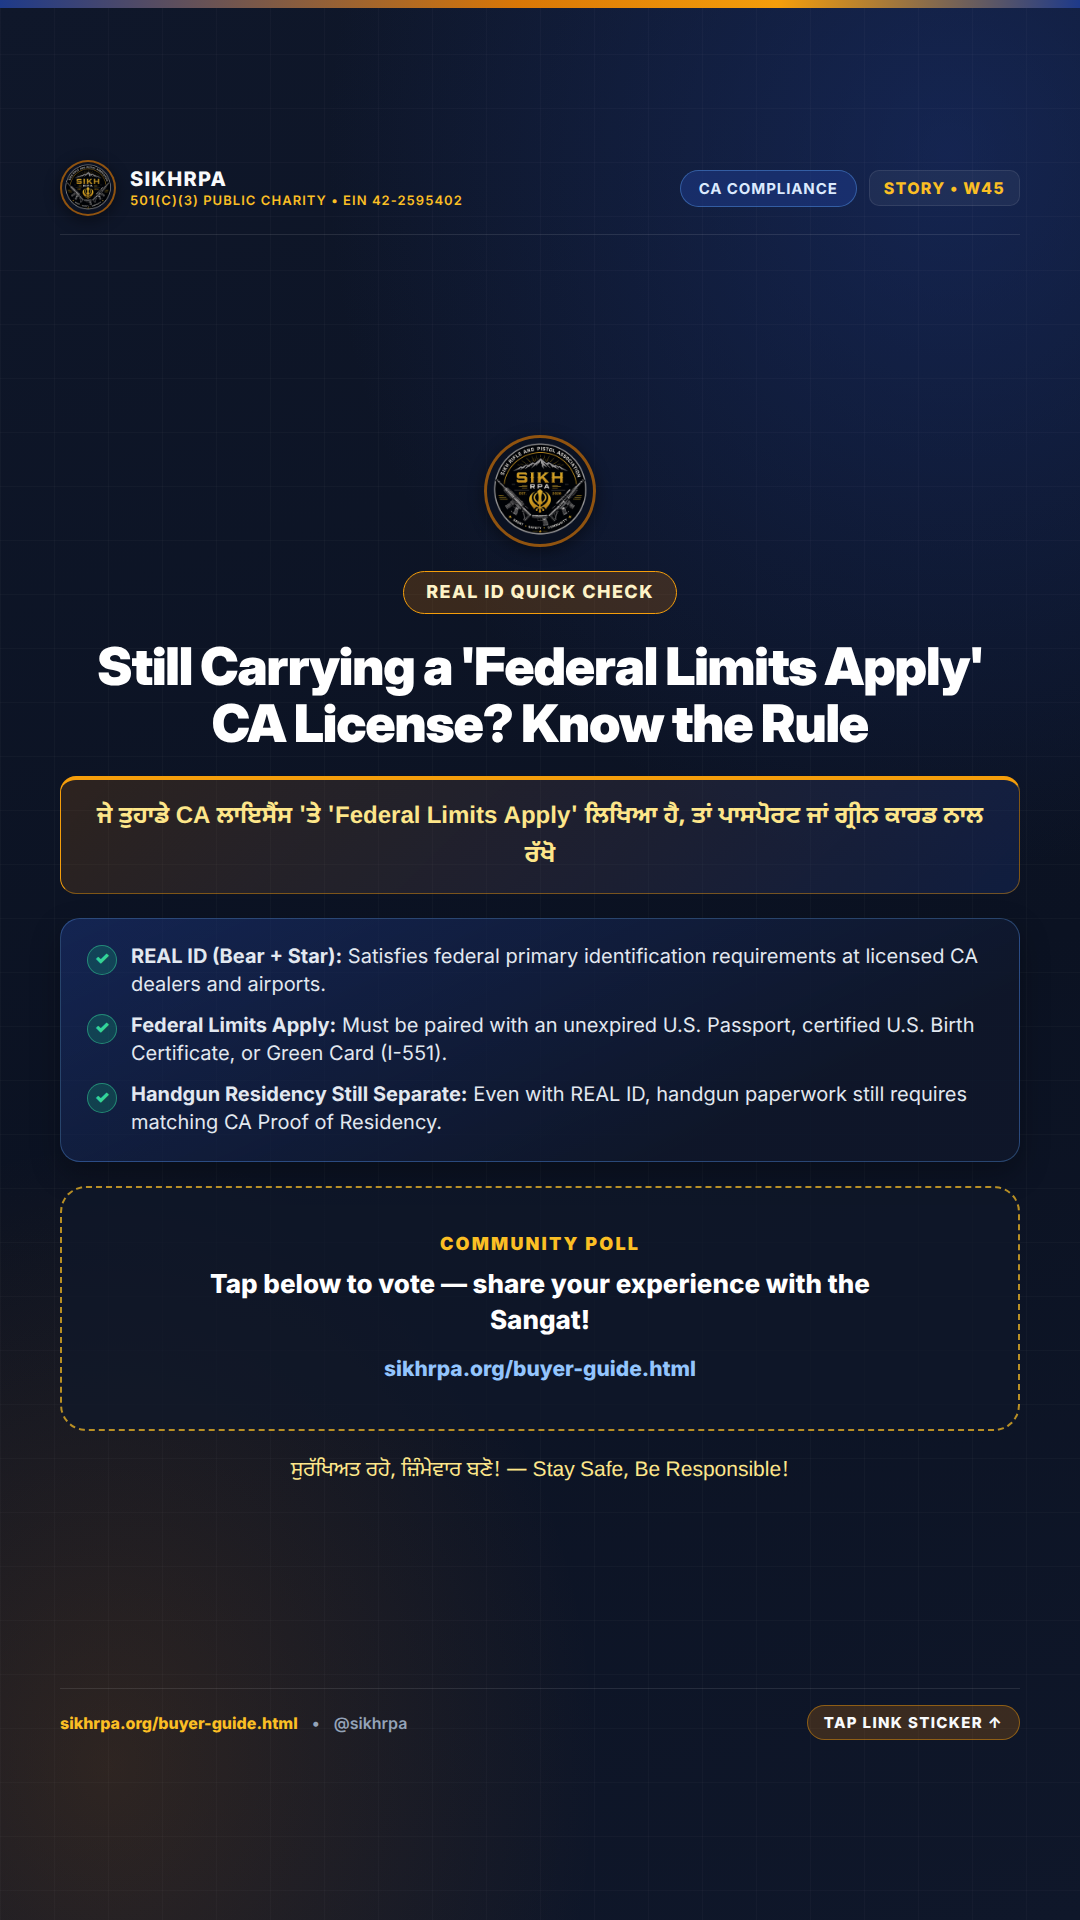 SIKHRPA
501(C)(3) PUBLIC CHARITY • EIN 42-2595402
CA COMPLIANCE
STORY • W45
SIKH RIFLE AND PISTOL ASSOCIATION
SIKH
RPA
REAL ID QUICK CHECK
Still Carrying a 'Federal Limits Apply'
CA License? Know the Rule
ਜੇ ਤੁਹਾਡੇ CA ਲਾਇਸੈਂਸ 'ਤੇ 'Federal Limits Apply' ਲਿਖਿਆ ਹੈ, ਤਾਂ ਪਾਸਪੋਰਟ ਜਾਂ ਗ੍ਰੀਨ ਕਾਰਡ ਨਾਲ
ਰੱਖੋ
REAL ID (Bear + Star): Satisfies federal primary identification requirements at licensed CA
dealers and airports.
Federal Limits Apply: Must be paired with an unexpired U.S. Passport, certified U.S. Birth
Certificate, or Green Card (I-551).
Handgun Residency Still Separate: Even with REAL ID, handgun paperwork still requires
matching CA Proof of Residency.
COMMUNITY POLL
Tap below to vote — share your experience with the
Sangat!
sikhrpa.org/buyer-guide.html
ਸੁਰੱਖਿਅਤ ਰਹੋ, ਜ਼ਿੰਮੇਵਾਰ ਬਣੋ! — Stay Safe, Be Responsible!
sikhrpa.org/buyer-guide.html • @sikhrpa
TAP LINK STICKER ↑